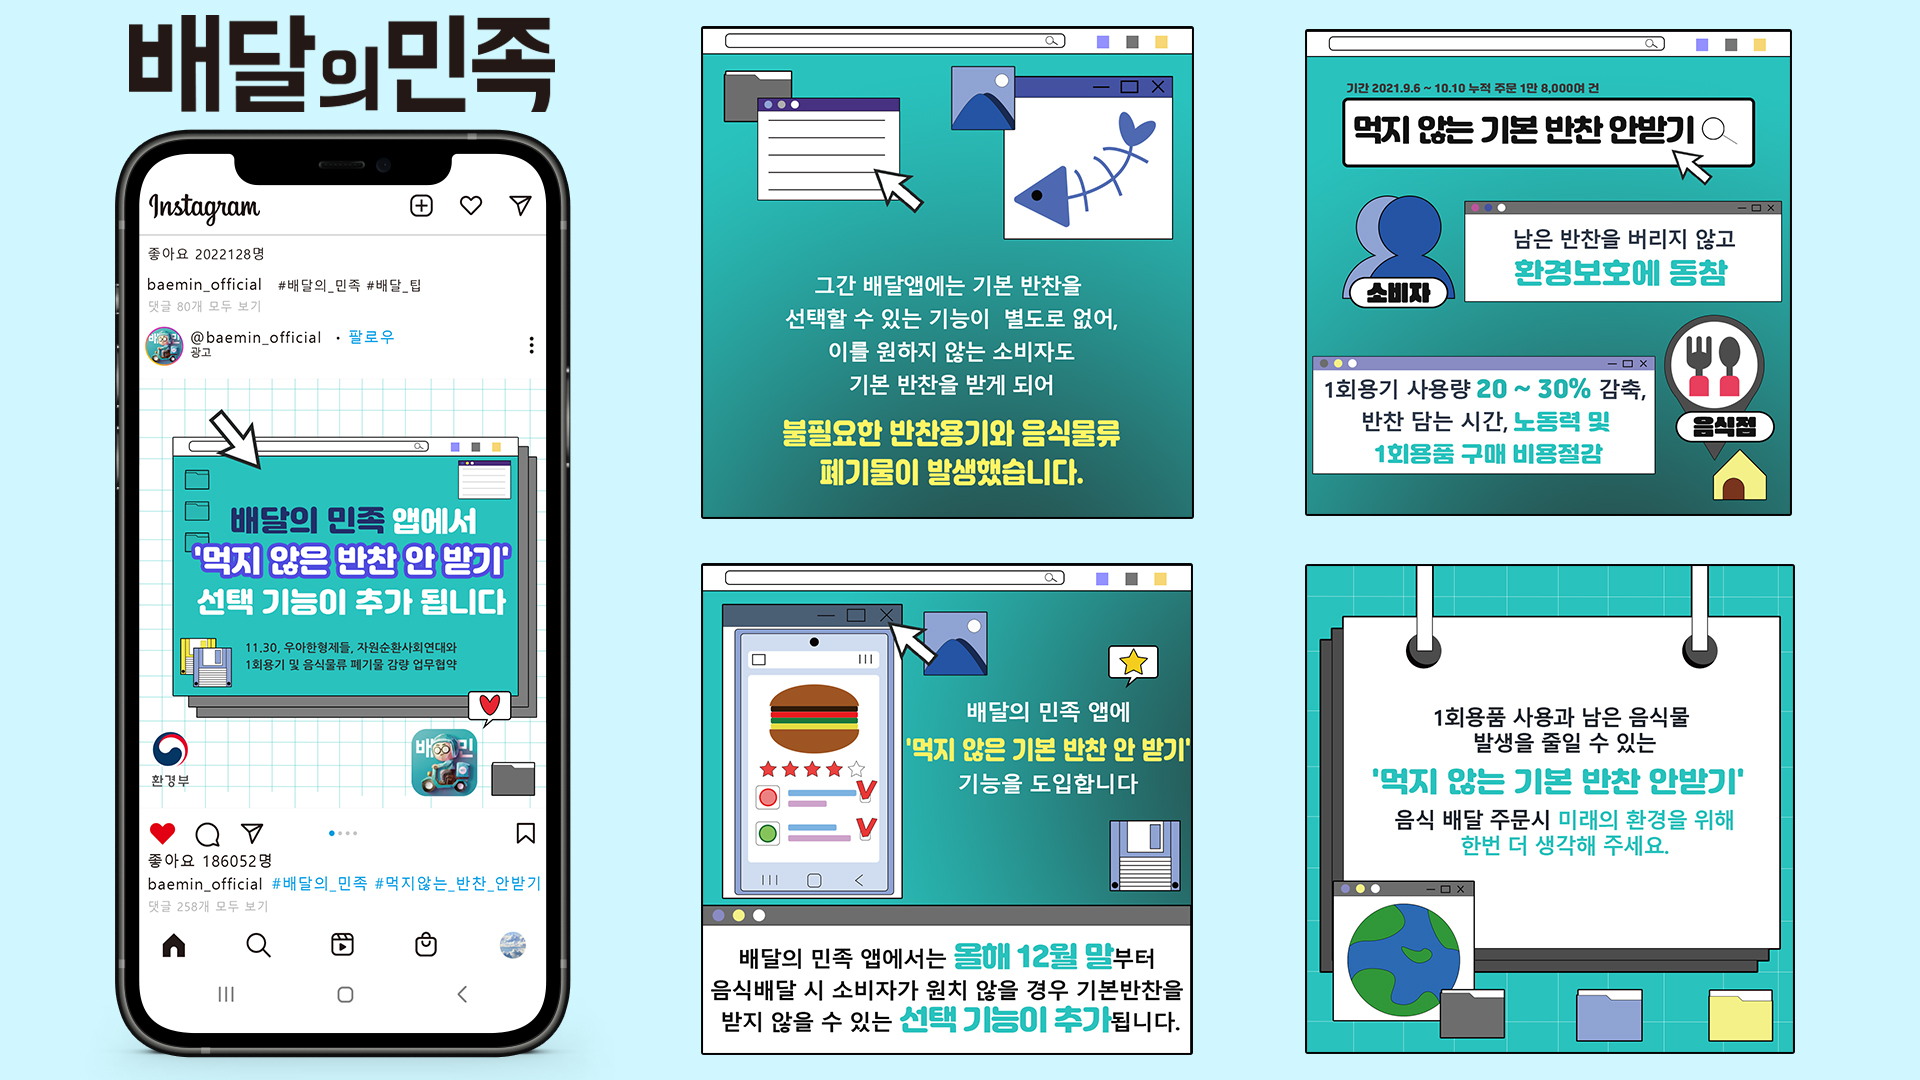 배달의민족
Instagram
좋아요 2022128명
baemin_official #배달의_민족 #배달_팁
댓글 80개 모두 보기
@baemin_official • 팔로우
광고
배달의 민족 앱에서
'먹지 않은 반찬 안 받기'
선택 기능이 추가 됩니다
11.30, 우아한형제들, 자원순환사회연대와
1회용기 및 음식물류 폐기물 감량 업무협약
환경부
배민
좋아요 186052명
baemin_official #배달의_민족 #먹지않는_반찬_안받기
댓글 258개 모두 보기
그간 배달앱에는 기본 반찬을
선택할 수 있는 기능이 별도로 없어,
이를 원하지 않는 소비자도
기본 반찬을 받게 되어
불필요한 반찬용기와 음식물류
폐기물이 발생했습니다.
기간 2021.9.6 ~ 10.10 누적 주문 1만 8,000여 건
먹지 않는 기본 반찬 안받기
소비자
남은 반찬을 버리지 않고
환경보호에 동참
1회용기 사용량 20 ~ 30% 감축,
반찬 담는 시간, 노동력 및
1회용품 구매 비용절감
음식점
배달의 민족 앱에
'먹지 않은 기본 반찬 안 받기'
기능을 도입합니다
배달의 민족 앱에서는 올해 12월 말부터
음식배달 시 소비자가 원치 않을 경우 기본반찬을
받지 않을 수 있는 선택 기능이 추가됩니다.
1회용품 사용과 남은 음식물
발생을 줄일 수 있는
'먹지 않는 기본 반찬 안받기'
음식 배달 주문시 미래의 환경을 위해
한번 더 생각해 주세요.